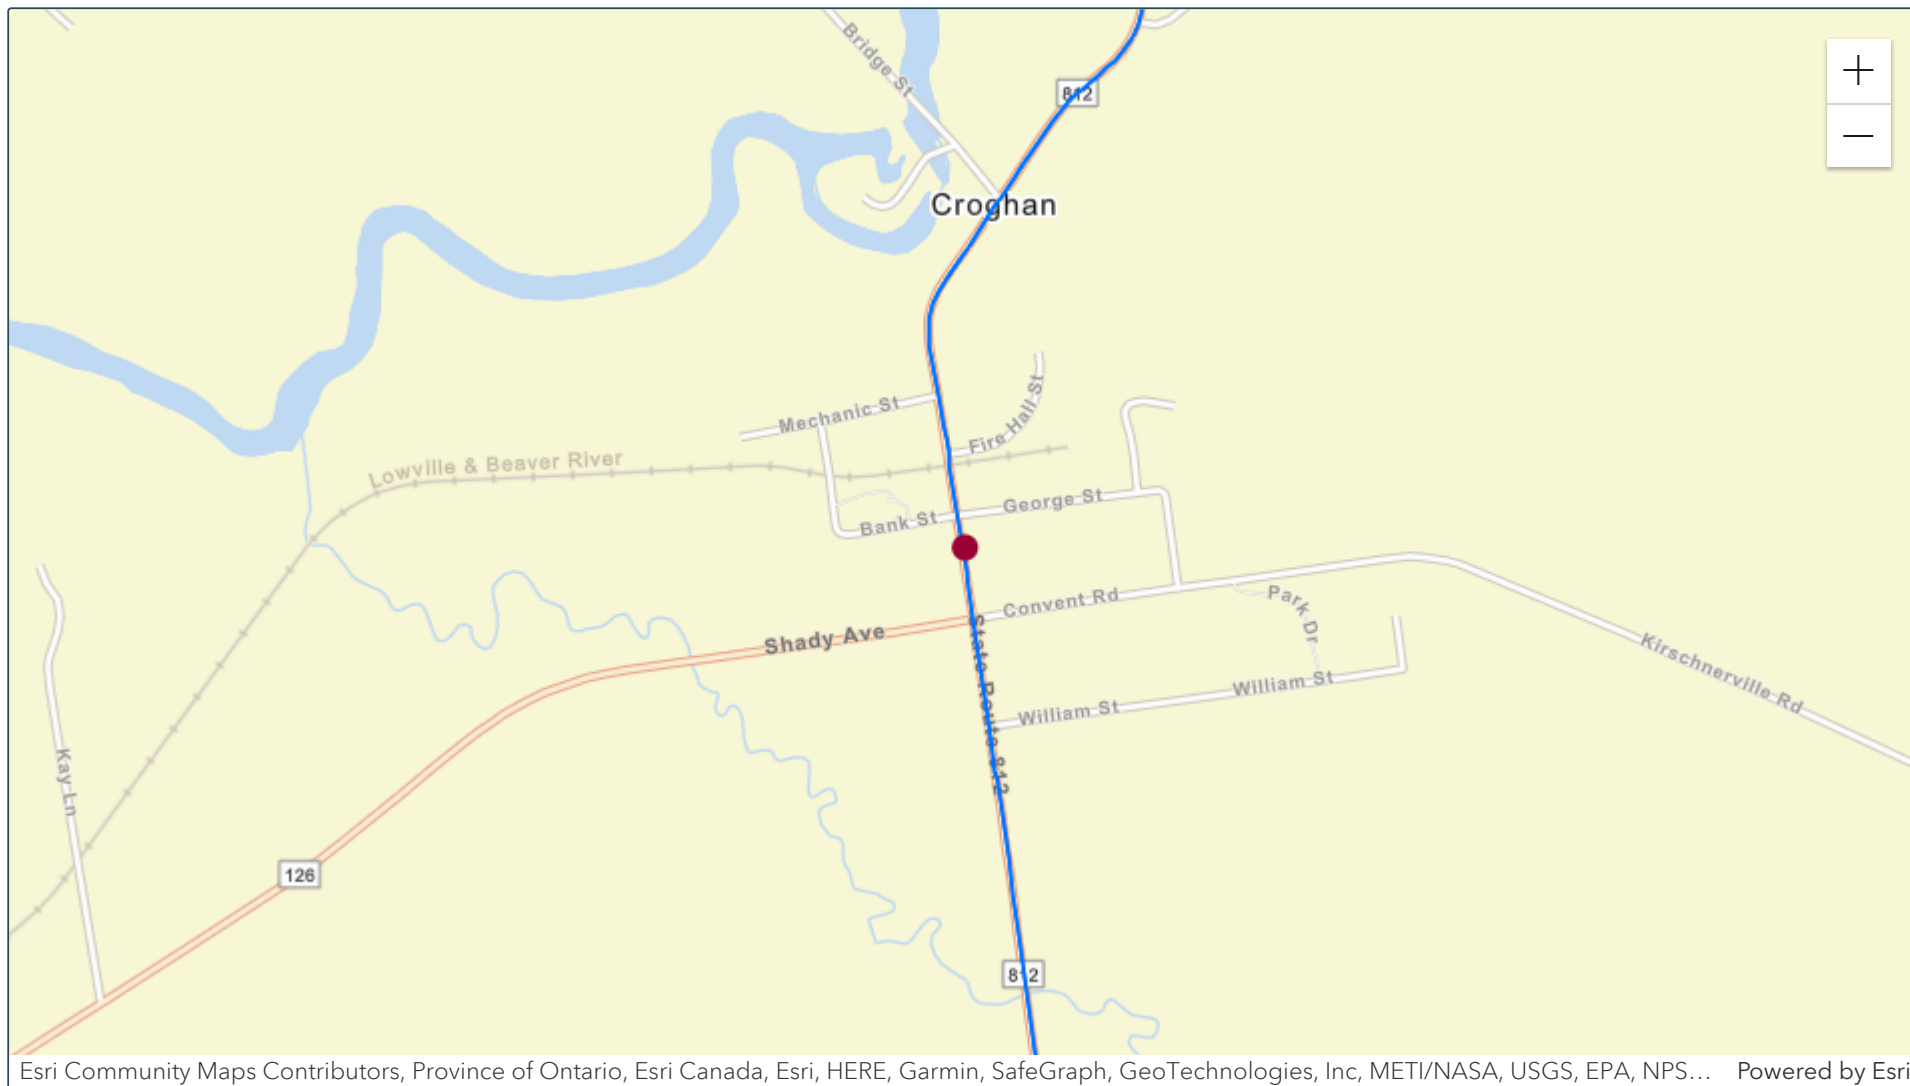 Bridge St
812
Croghan
Mechanic St
Fire Hall St
Lowville & Beaver River
George St
Bank St
Convent Rd
Park Dr
Shady Ave
State Route 812
Kirschnerville Rd
William St
William St
Kay Ln
126
812
Esri Community Maps Contributors, Province of Ontario, Esri Canada, Esri, HERE, Garmin, SafeGraph, GeoTechnologies, Inc, METI/NASA, USGS, EPA, NPS... Powered by Esri